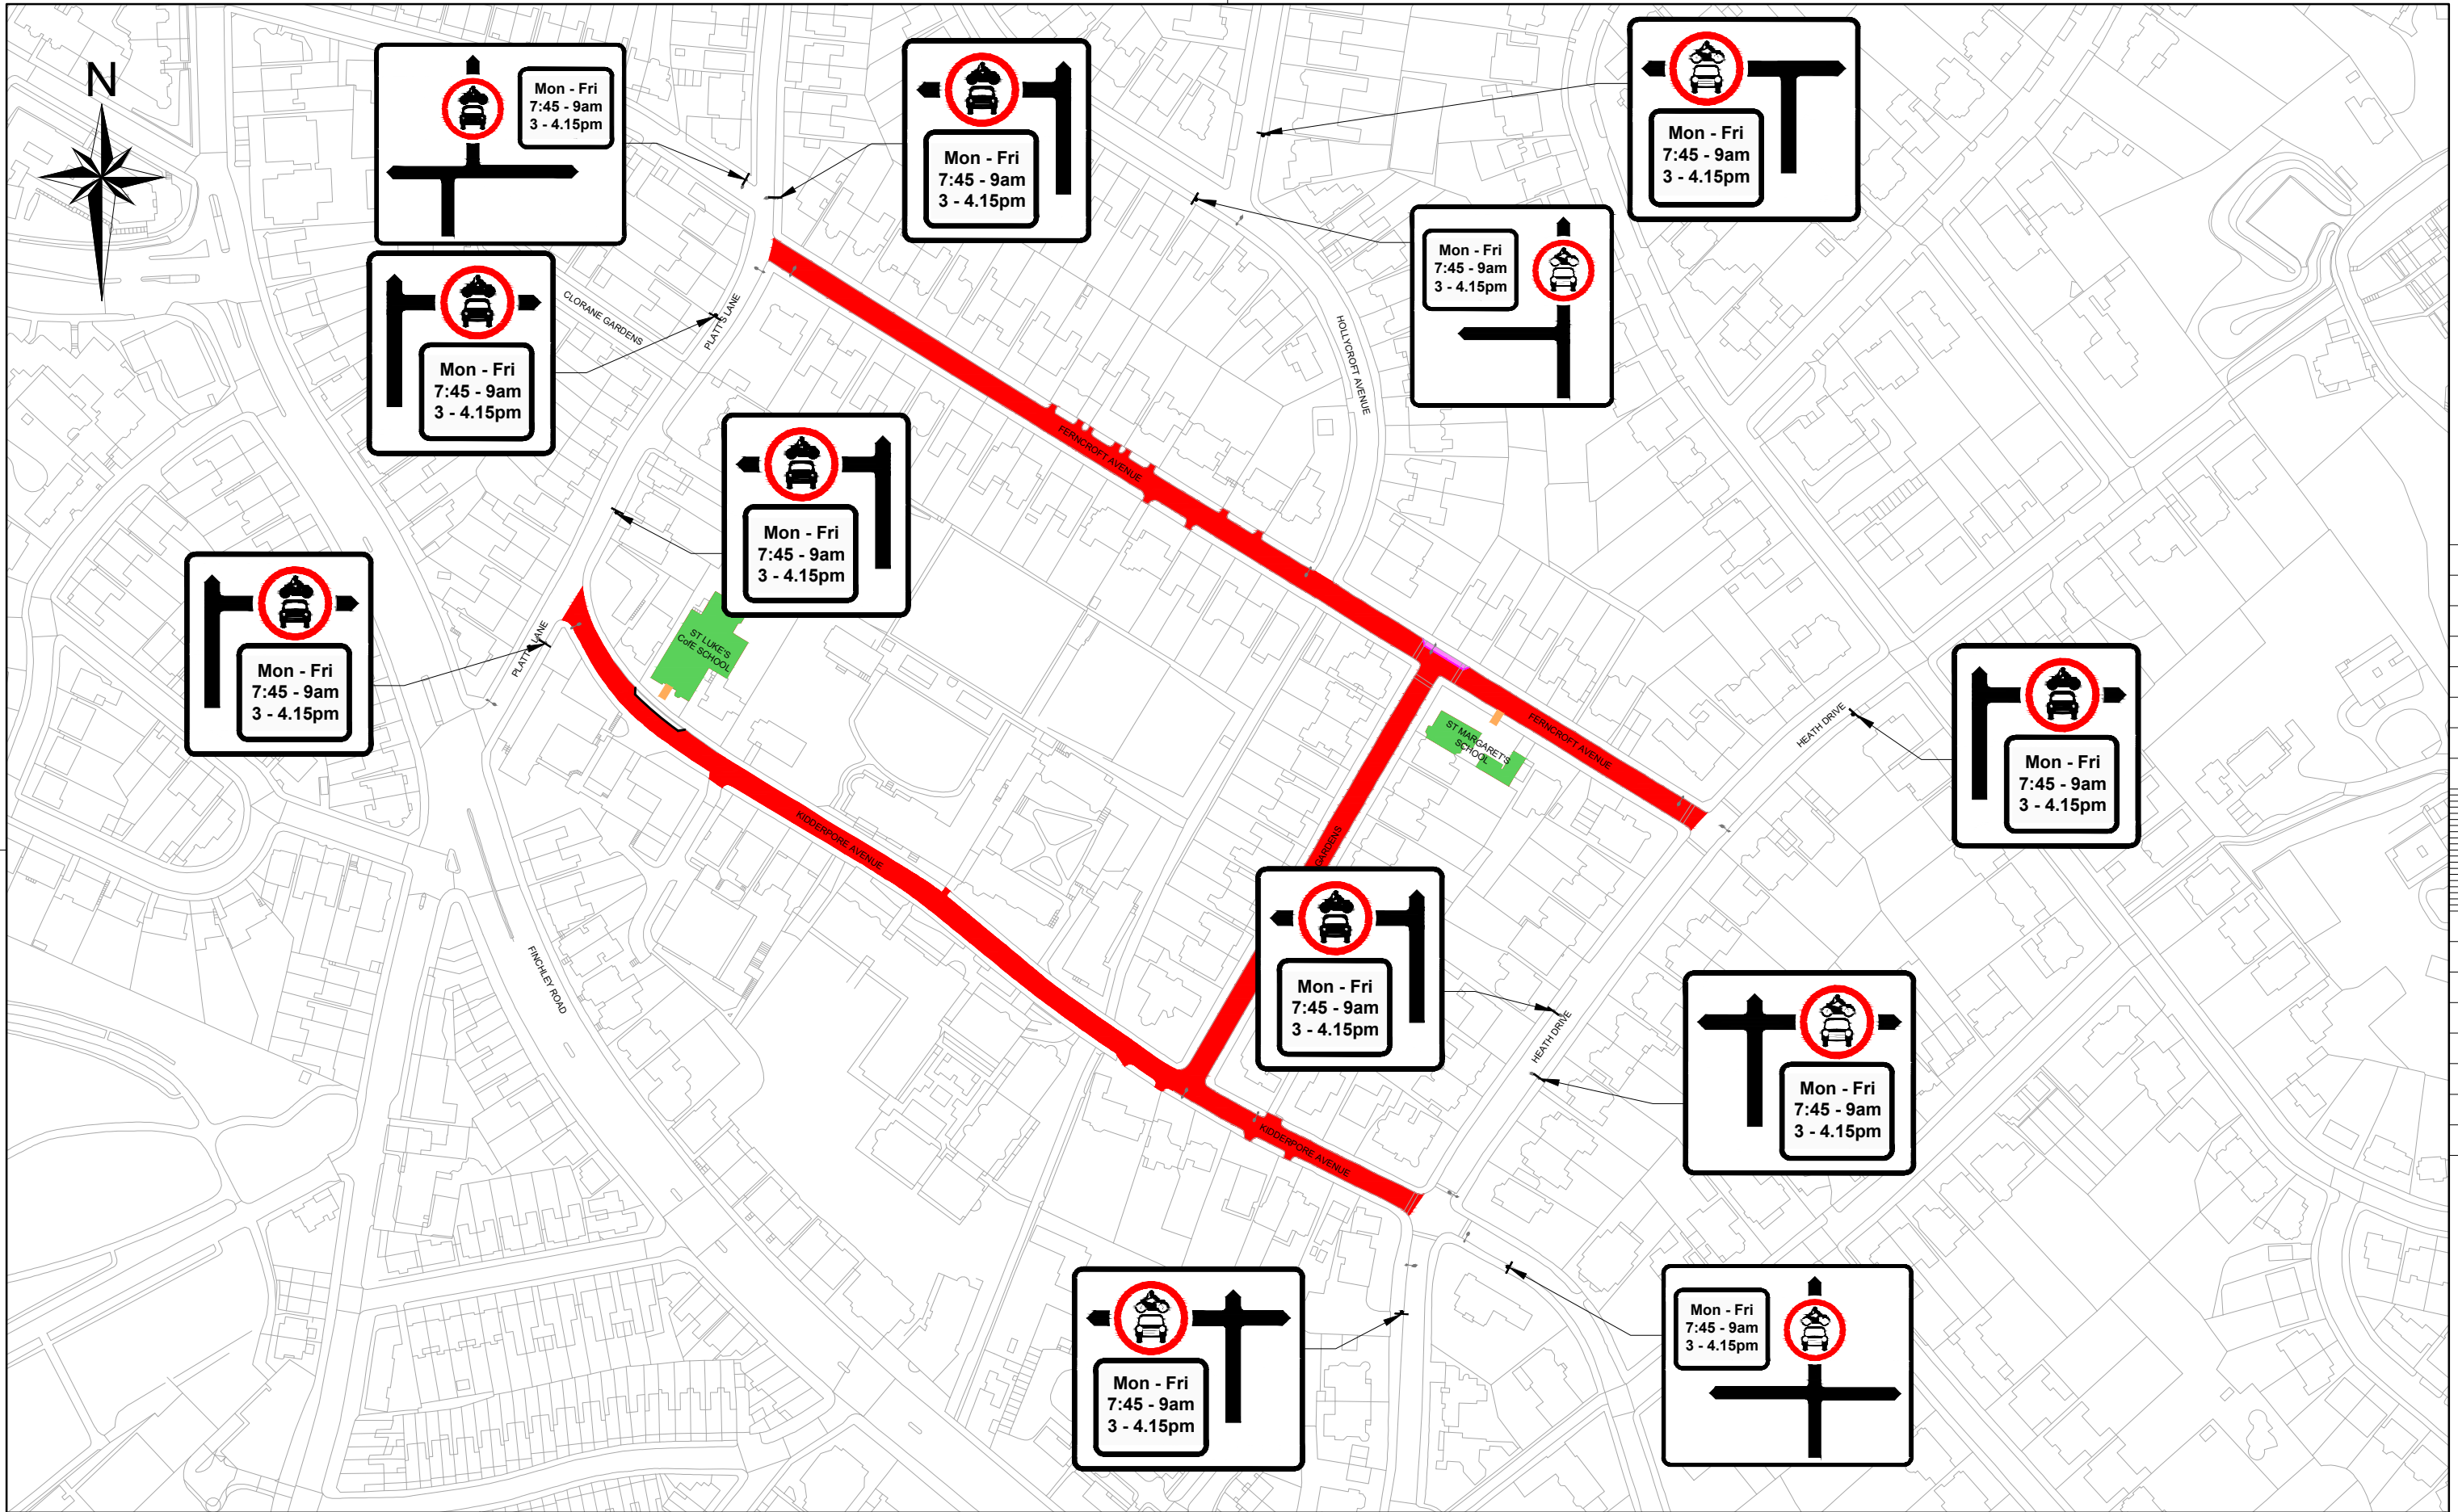 N
Mon - Fri
7:45 - 9am
3 - 4.15pm
Mon - Fri
7:45 - 9am
3 - 4.15pm
Mon - Fri
7:45 - 9am
3 - 4.15pm
Mon - Fri
7:45 - 9am
3 - 4.15pm
Mon - Fri
7:45 - 9am
3 - 4.15pm
CLORANE GARDENS
PLATT'S LANE
HOLLYCROFT AVENUE
FERNCROFT AVENUE
Mon - Fri
7:45 - 9am
3 - 4.15pm
Mon - Fri
7:45 - 9am
3 - 4.15pm
ST LUKE'S
CofE SCHOOL
PLATT'S LANE
ST MARGARET'S
SCHOOL
FERNCROFT AVENUE
HEATH DRIVE
Mon - Fri
7:45 - 9am
3 - 4.15pm
KIDDERPORE AVENUE
GARDENS
FINCHLEY ROAD
Mon - Fri
7:45 - 9am
3 - 4.15pm
HEATH DRIVE
Mon - Fri
7:45 - 9am
3 - 4.15pm
KIDDERPORE AVENUE
Mon - Fri
7:45 - 9am
3 - 4.15pm
Mon - Fri
7:45 - 9am
3 - 4.15pm